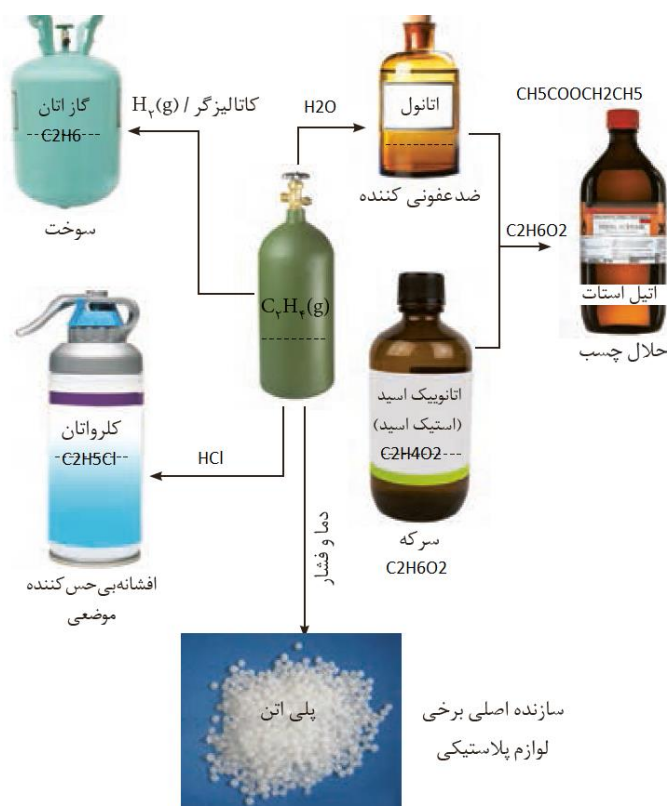 گاز اتان
C2H6
سوخت
H₂(g) / کاتالیزگر
H2O
اتانول
ضدعفونی کننده
CH5COOCH2CH5
C2H6O2
اتیل استات
حلال چسب
C₂H₄(g)
اتانوییک اسید
(استیک اسید)
C2H4O2
سرکه
C2H6O2
کلرواتان
C2H5Cl
HCl
افشانه بی‌حس کننده
موضعی
دما و فشار
پلی اتن
سازنده اصلی برخی
لوازم پلاستیکی